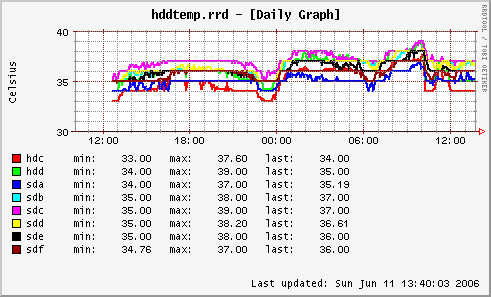 hddtemp.rrd - [Daily Graph]
RRDTOOL / TOBI OETIKER
Celsius
40
35
30
12:00 18:00 00:00 06:00 12:00
hdc min: 33.00 max: 37.60 last: 34.00
hdd min: 34.00 max: 39.00 last: 35.00
sda min: 34.00 max: 37.00 last: 35.19
sdb min: 35.00 max: 38.00 last: 37.00
sdc min: 35.00 max: 39.00 last: 37.00
sdd min: 35.00 max: 38.20 last: 36.61
sde min: 35.00 max: 38.00 last: 36.00
sdf min: 34.76 max: 37.00 last: 36.00
Last updated: Sun Jun 11 13:40:03 2006